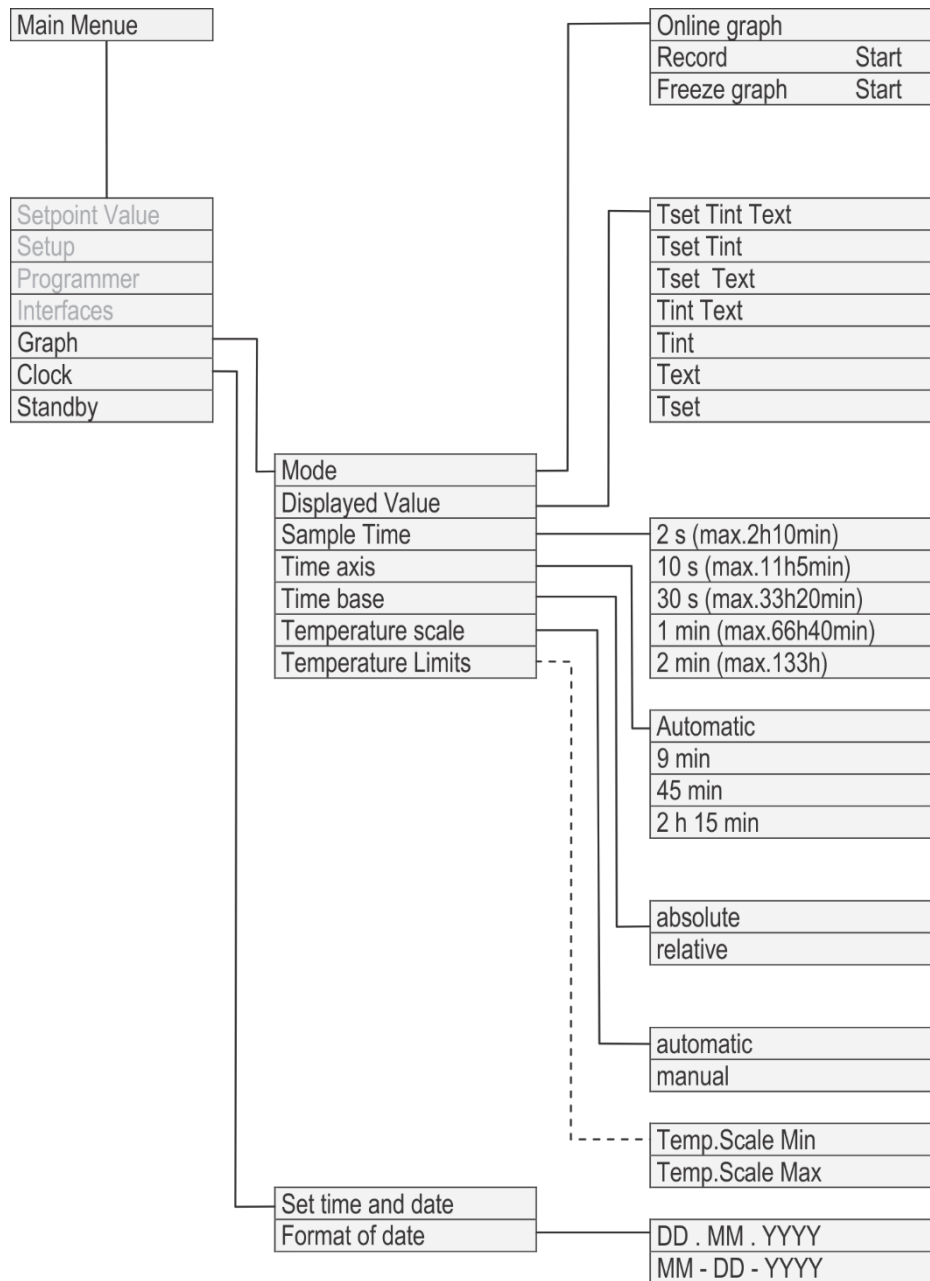 Main Menue
Setpoint Value
Setup
Programmer
Interfaces
Graph
Clock
Standby
Mode
Displayed Value
Sample Time
Time axis
Time base
Temperature scale
Temperature Limits
Set time and date
Format of date
Online graph
Record Start
Freeze graph Start
Tset Tint Text
Tset Tint
Tset Text
Tint Text
Tint
Text
Tset
2 s (max.2h10min)
10 s (max.11h5min)
30 s (max.33h20min)
1 min (max.66h40min)
2 min (max.133h)
Automatic
9 min
45 min
2 h 15 min
absolute
relative
automatic
manual
Temp.Scale Min
Temp.Scale Max
DD . MM . YYYY
MM - DD - YYYY